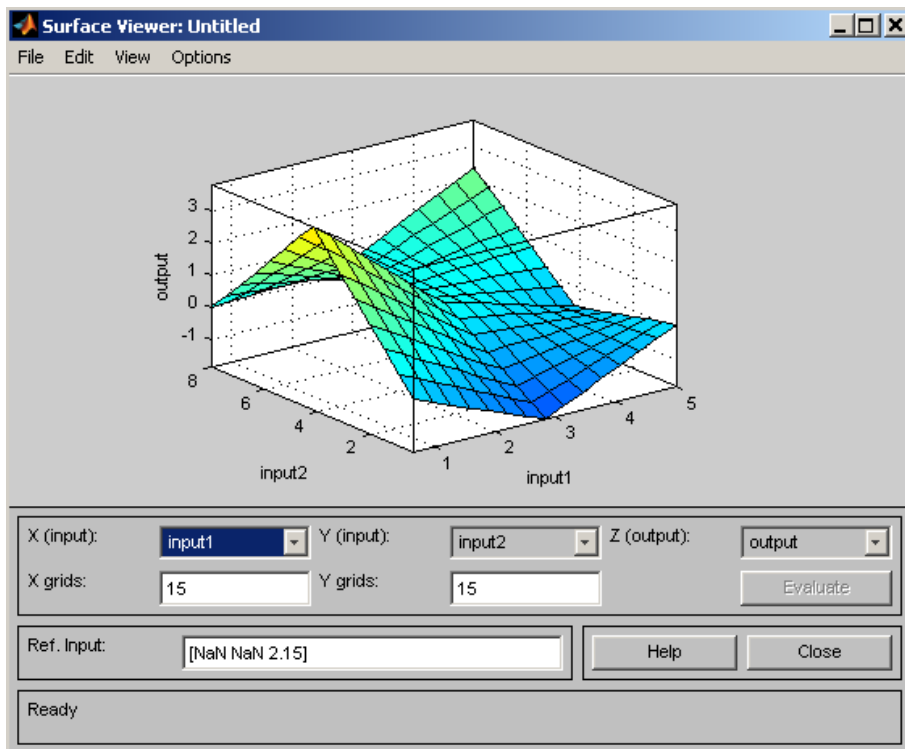 Surface Viewer: Untitled
File Edit View Options
3
2
1
0
-1
output
8
6
4
2
input2
1
2
3
4
5
input1
X (input): input1 Y (input): input2 Z (output): output
X grids: 15 Y grids: 15 Evaluate
Ref. Input: [NaN NaN 2.15] Help Close
Ready